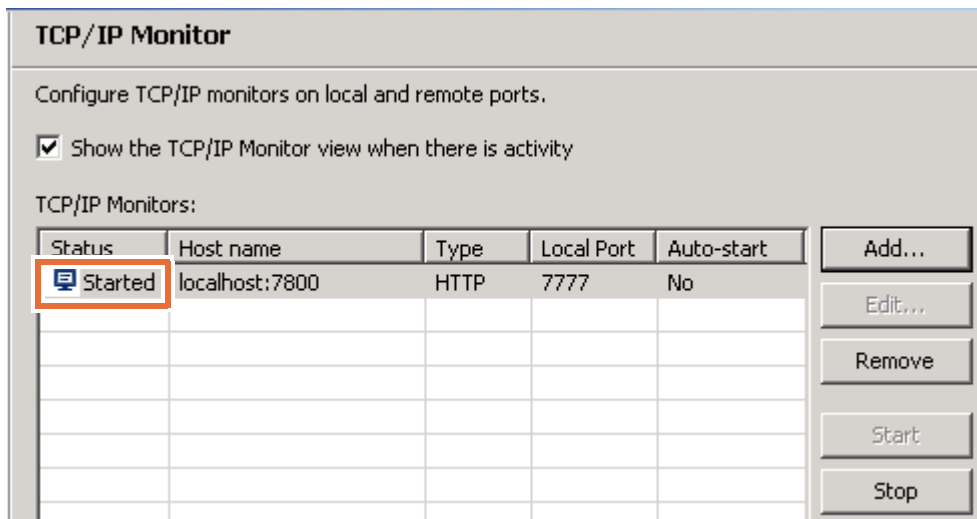 TCP/IP Monitor
Configure TCP/IP monitors on local and remote ports.
Show the TCP/IP Monitor view when there is activity
TCP/IP Monitors:
Status Host name Type Local Port Auto-start Add...
Started localhost:7800 HTTP 7777 No
Edit...
Remove
Start
Stop